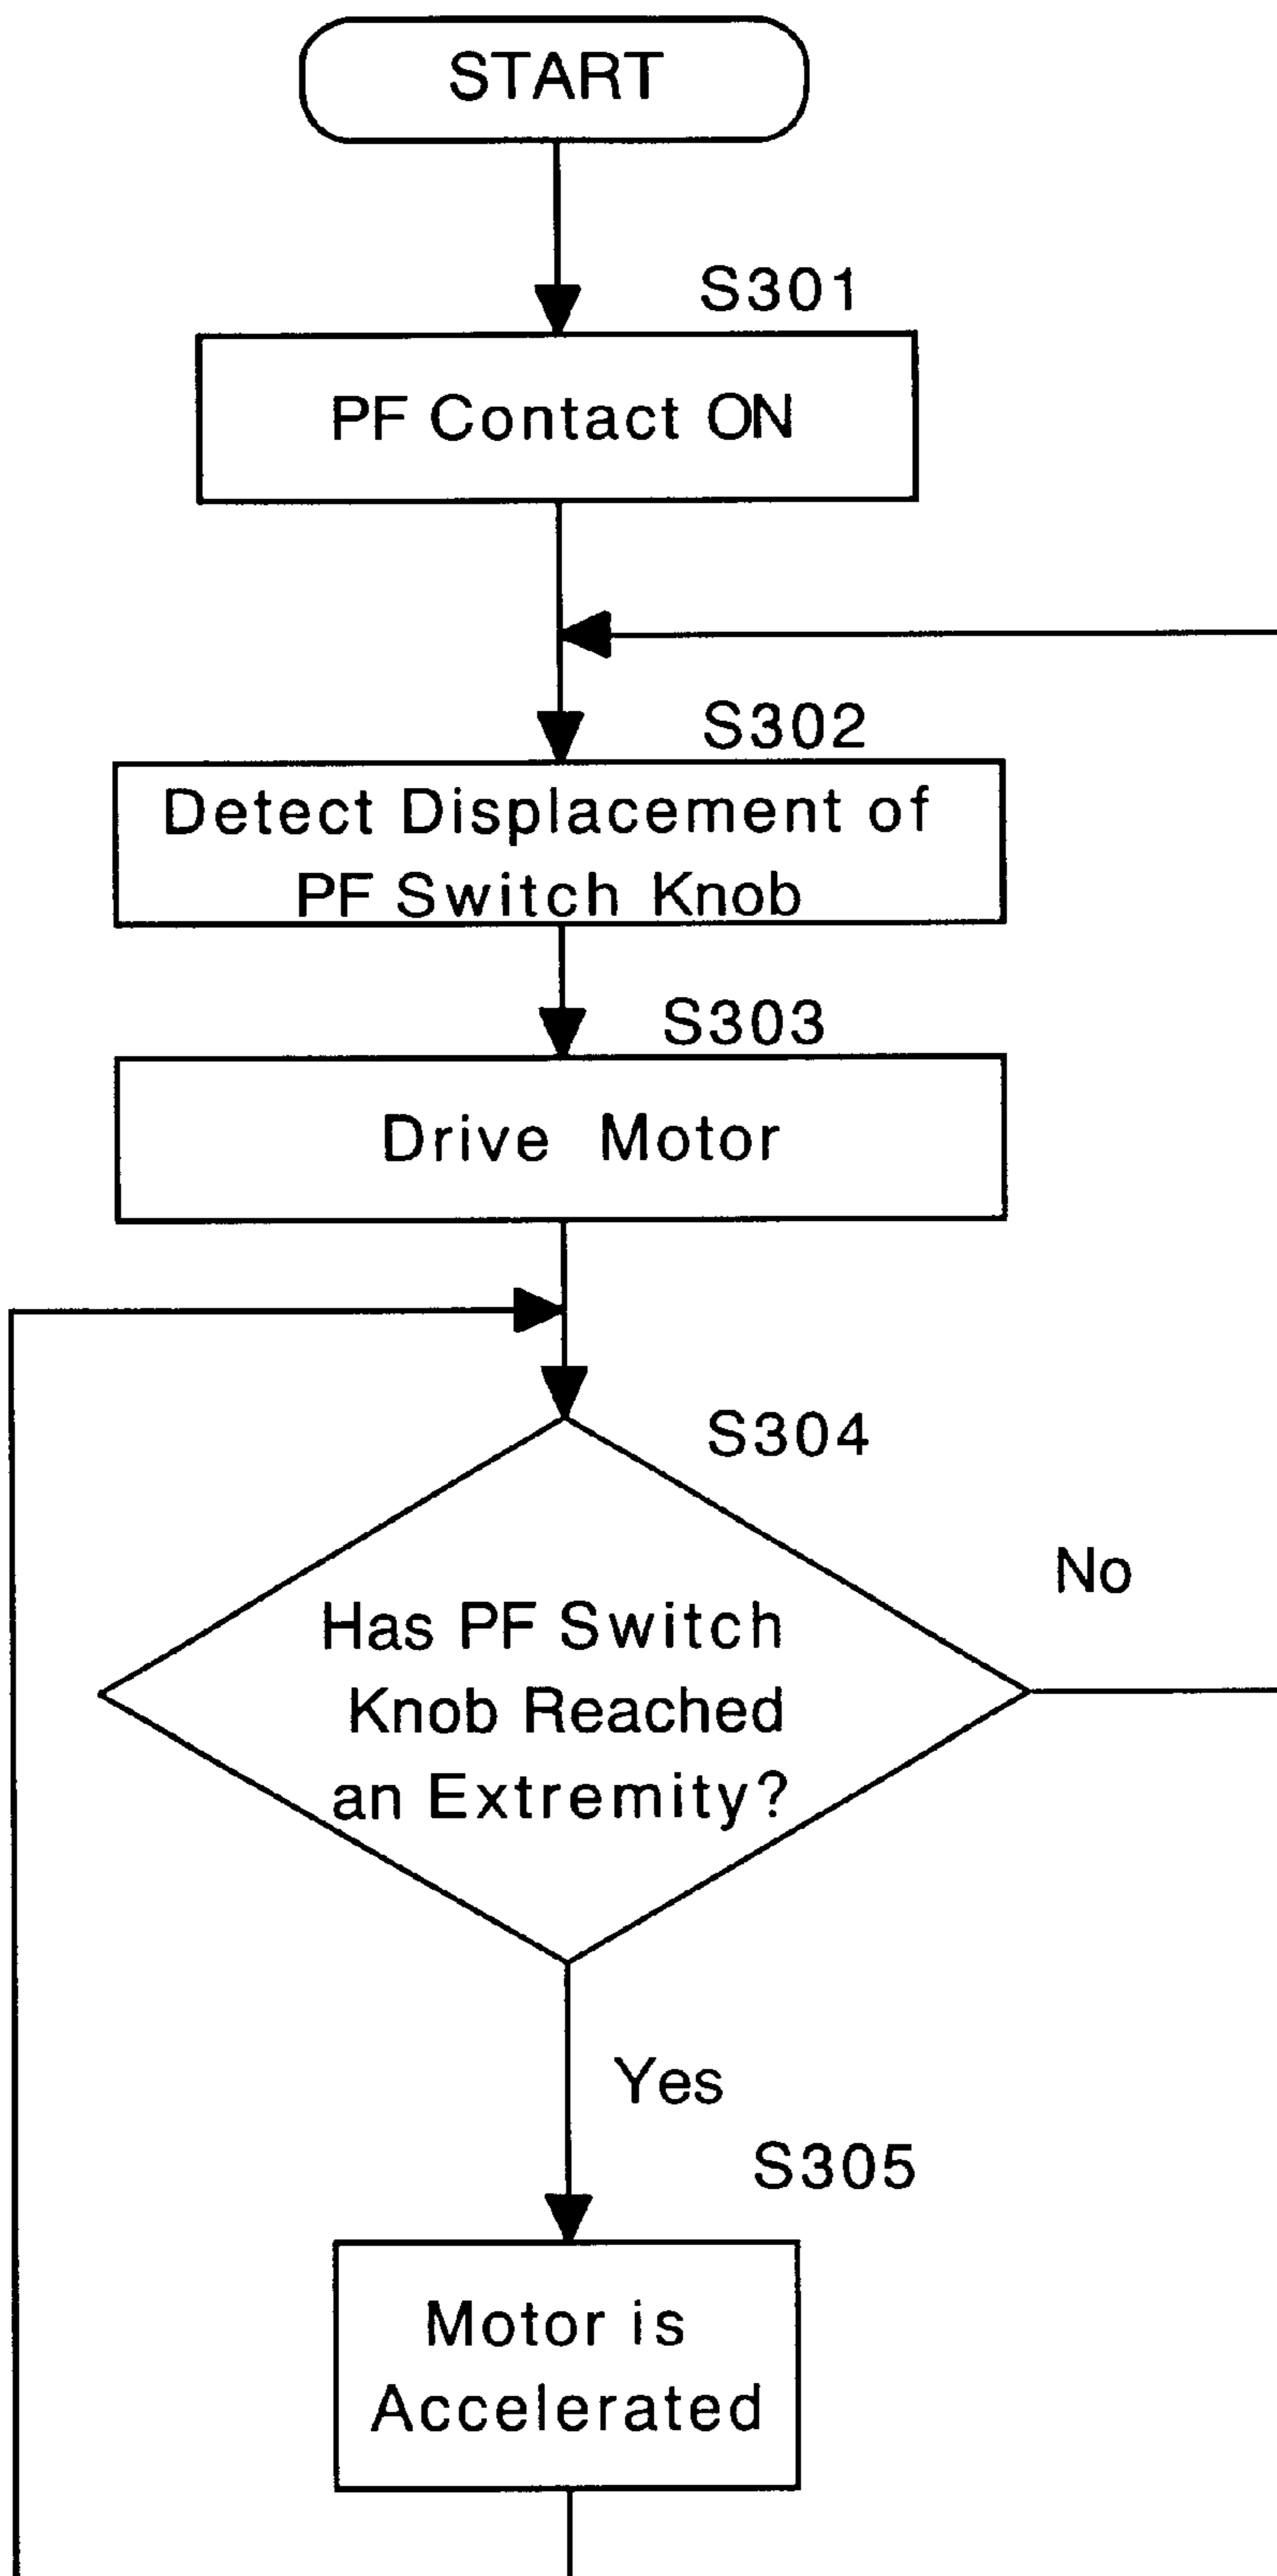 START
S301
PF Contact ON
S302
Detect Displacement of
PF Switch Knob
S303
Drive Motor
S304
No
Has PF Switch
Knob Reached
an Extremity?
Yes
S305
Motor is
Accelerated